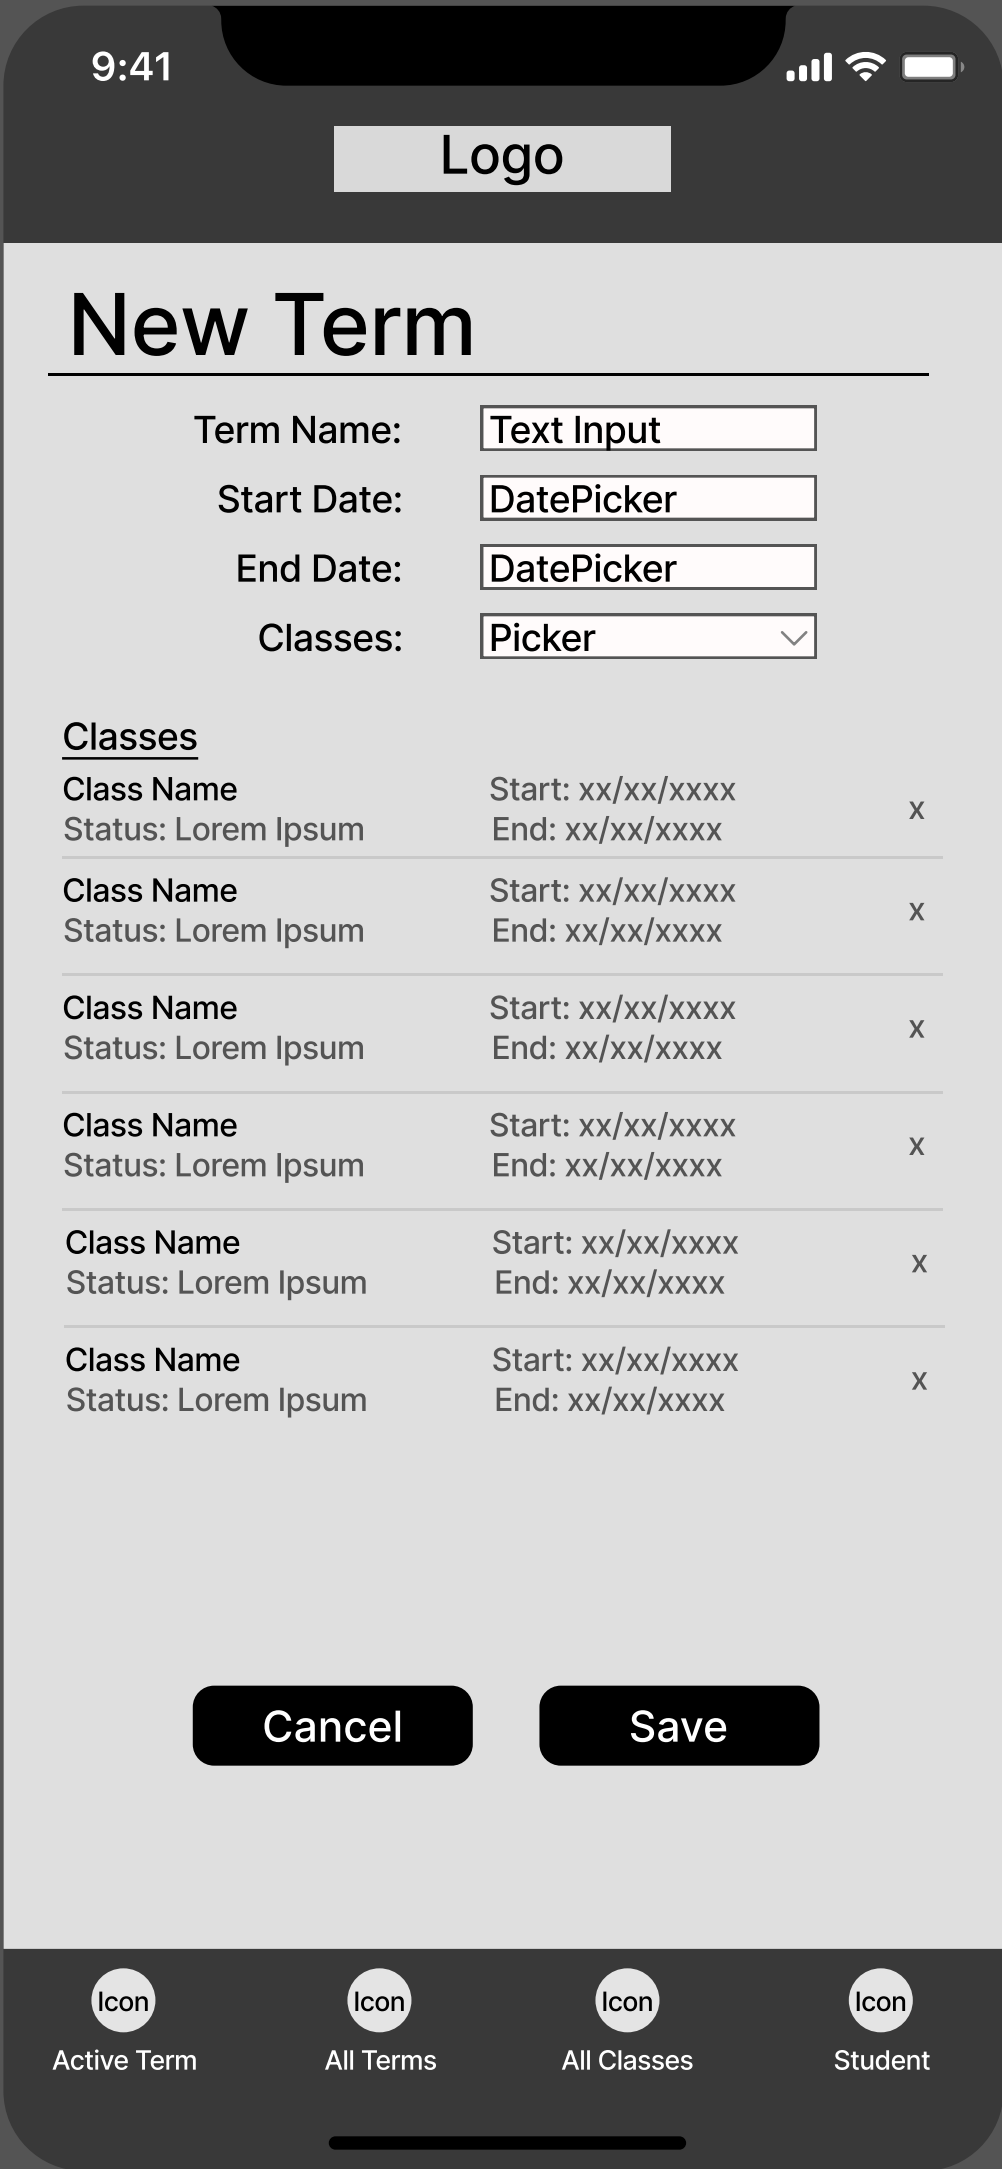 9:41
Logo
New Term
Term Name: Text Input
Start Date: DatePicker
End Date: DatePicker
Classes: Picker
Classes
Class Name Start: xx/xx/xxxx
Status: Lorem Ipsum End: xx/xx/xxxx x
Class Name Start: xx/xx/xxxx
Status: Lorem Ipsum End: xx/xx/xxxx x
Class Name Start: xx/xx/xxxx
Status: Lorem Ipsum End: xx/xx/xxxx x
Class Name Start: xx/xx/xxxx
Status: Lorem Ipsum End: xx/xx/xxxx x
Class Name Start: xx/xx/xxxx
Status: Lorem Ipsum End: xx/xx/xxxx x
Class Name Start: xx/xx/xxxx
Status: Lorem Ipsum End: xx/xx/xxxx x
Cancel Save
Icon Icon Icon Icon
Active Term All Terms All Classes Student